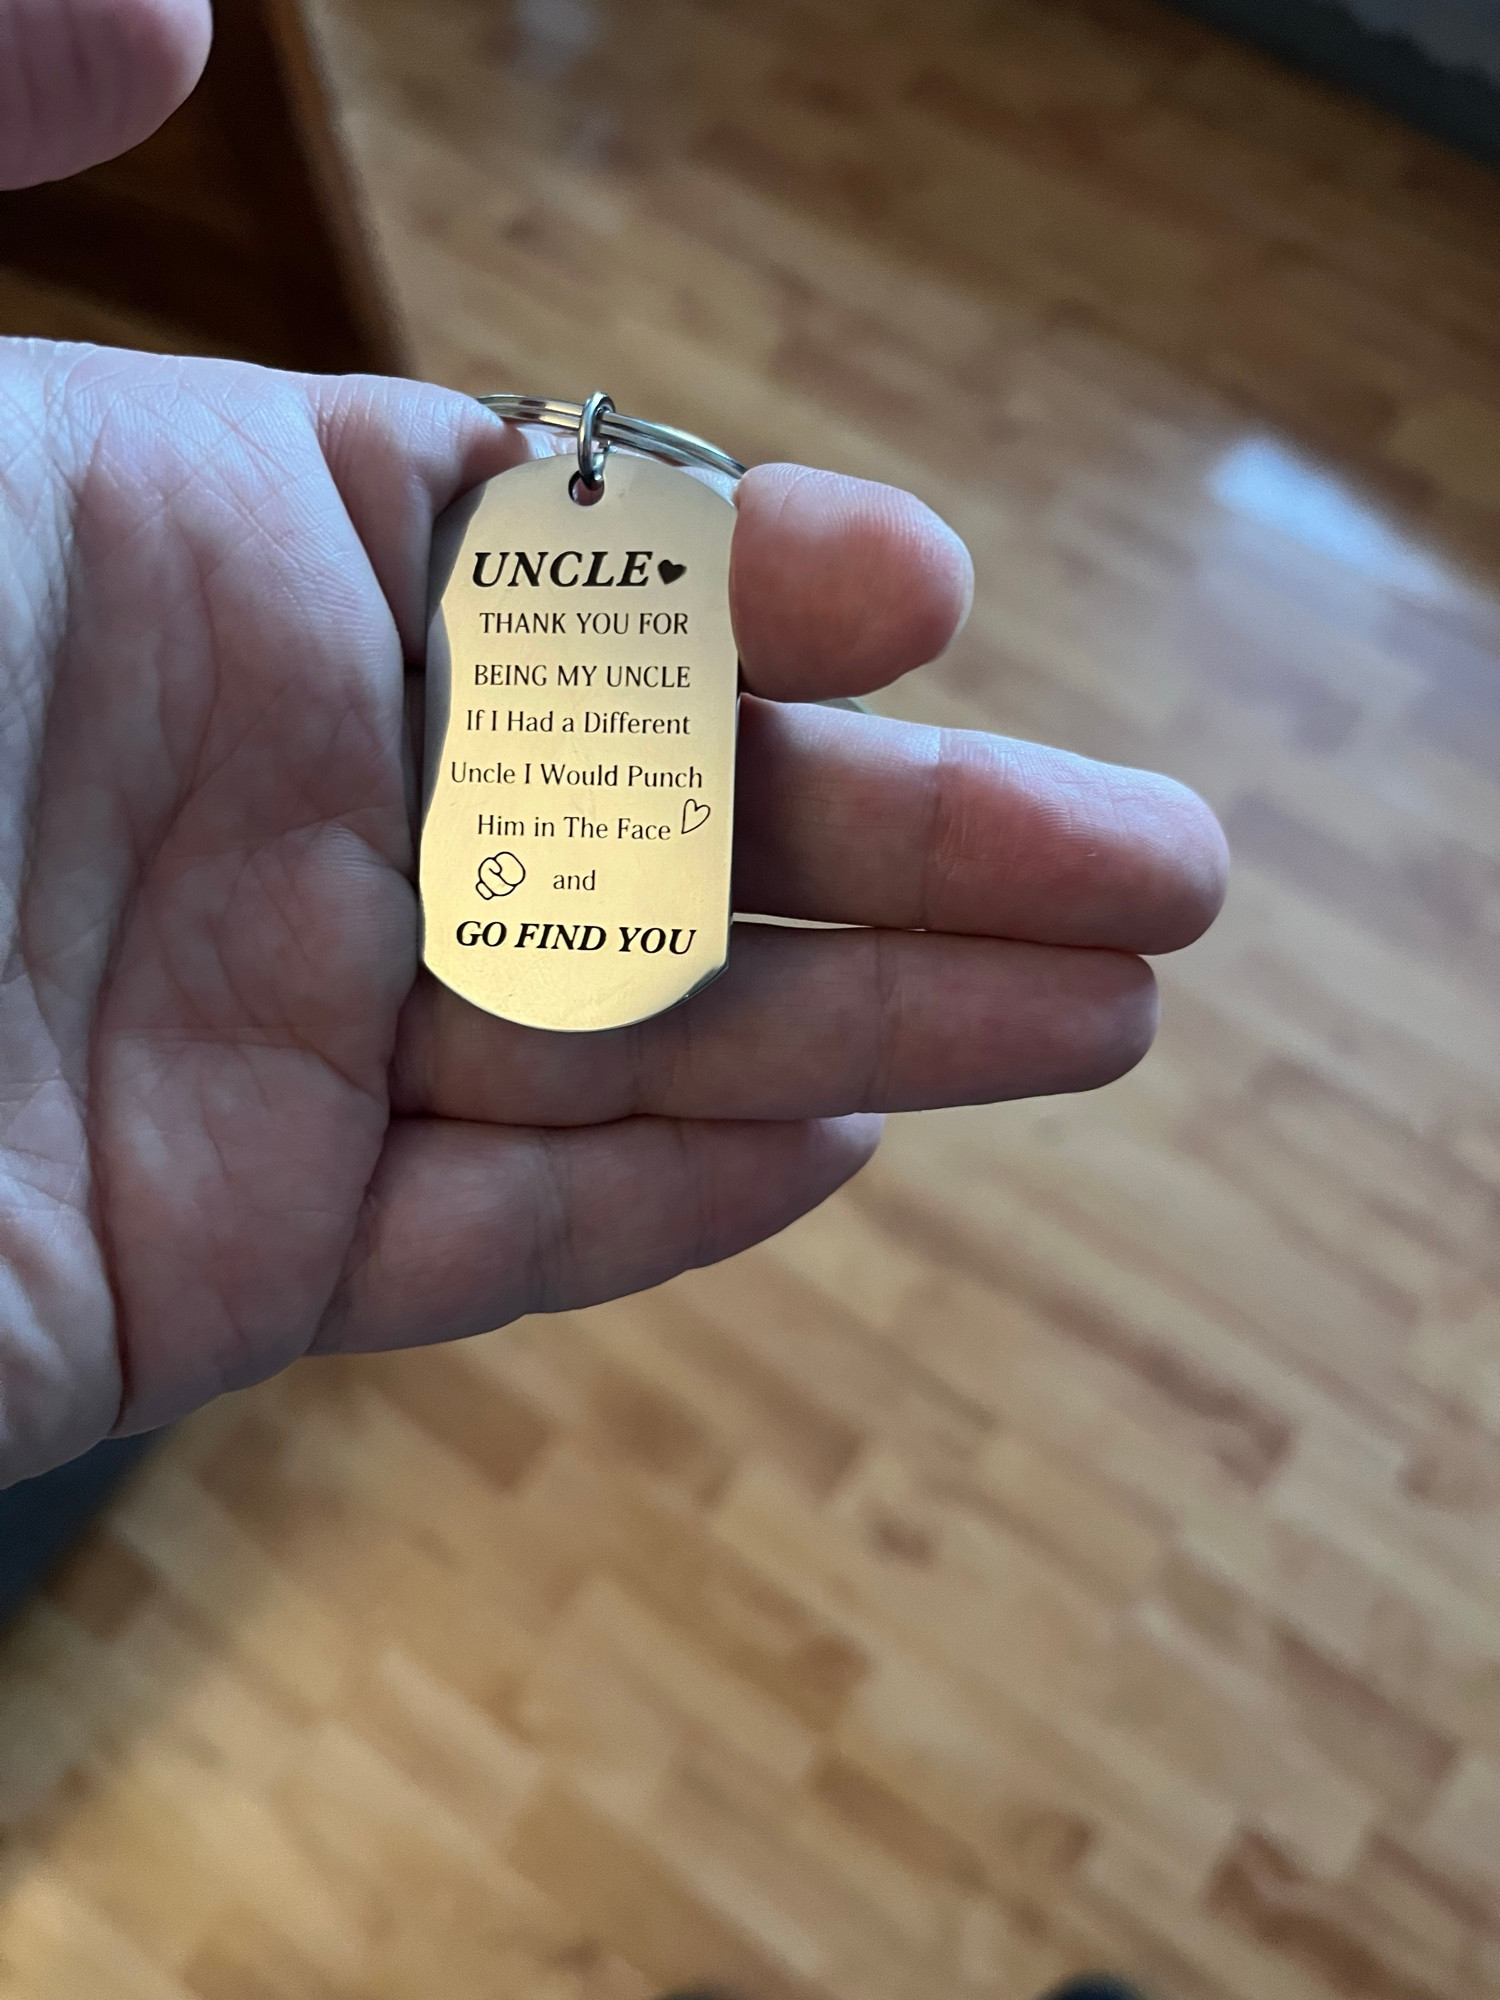 UNCLE
THANK YOU FOR
BEING MY UNCLE
If I Had a Different
Uncle I Would Punch
Him in The Face
and
GO FIND YOU